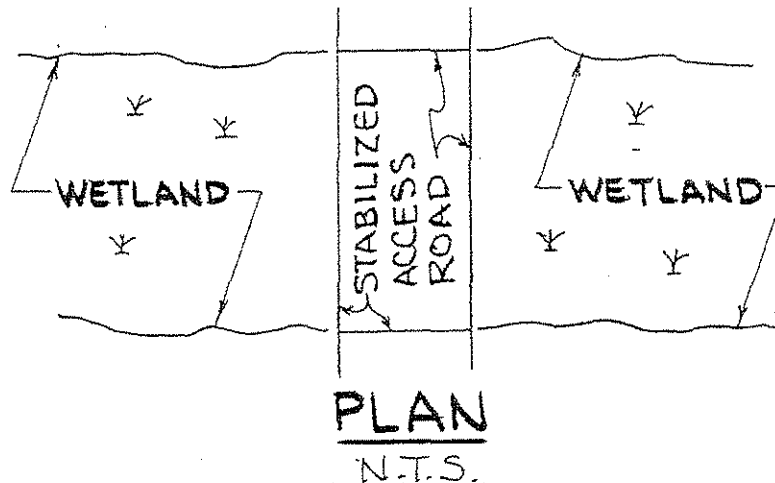 WETLAND
STABILIZED
ACCESS
ROAD
WETLAND
PLAN
N.T.S.